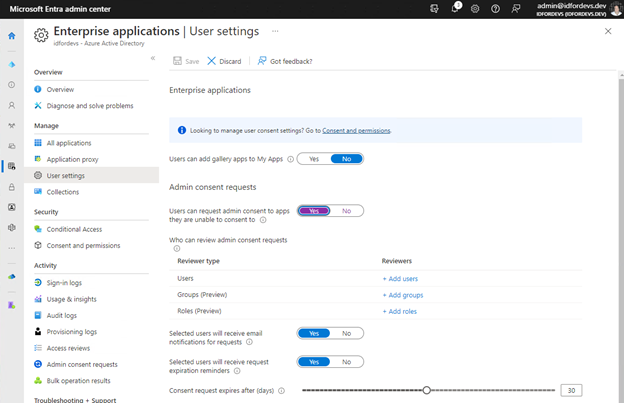 Microsoft Entra admin center
admin@idfordevs.dev
IDFORDEVS (IDFORDEVS.DEV)
Enterprise applications | User settings ...
idfordevs - Azure Active Directory
Save
Discard
Got feedback?
Overview
Overview
Diagnose and solve problems
Manage
All applications
Application proxy
User settings
Collections
Security
Conditional Access
Consent and permissions
Activity
Sign-in logs
Usage & insights
Audit logs
Provisioning logs
Access reviews
Admin consent requests
Bulk operation results
Troubleshooting + Support
Enterprise applications
Looking to manage user consent settings? Go to Consent and permissions.
Users can add gallery apps to My Apps
Yes No
Admin consent requests
Users can request admin consent to apps
they are unable to consent to
Yes No
Who can review admin consent requests
Reviewer type Reviewers
Users + Add users
Groups (Preview) + Add groups
Roles (Preview) + Add roles
Selected users will receive email
notifications for requests
Yes No
Selected users will receive request
expiration reminders
Yes No
Consent request expires after (days)
30